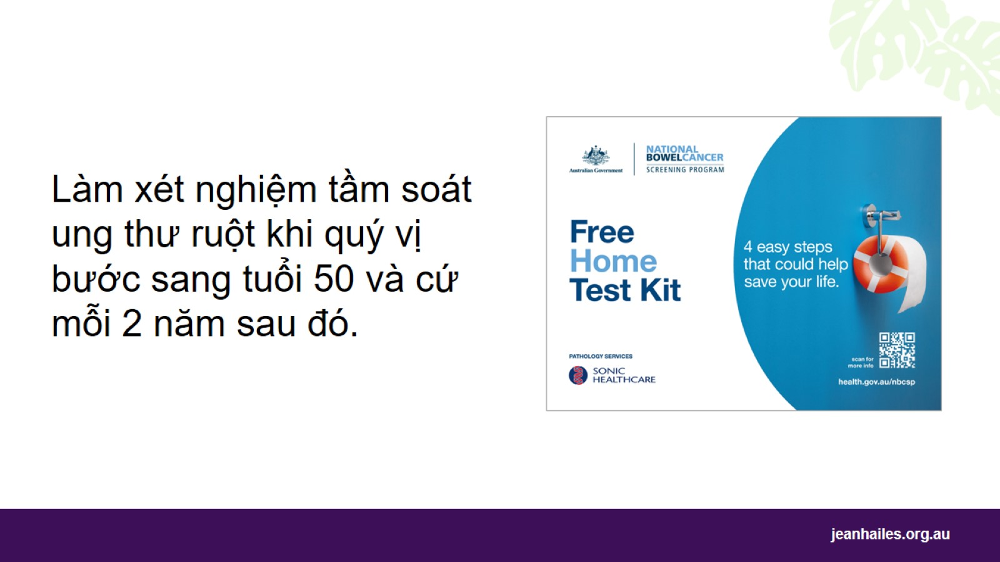 Làm xét nghiệm tầm soát
ung thư ruột khi quý vị
bước sang tuổi 50 và cứ
mỗi 2 năm sau đó.
Australian Government
NATIONAL
BOWELCANCER
SCREENING PROGRAM
Free
Home
Test Kit
4 easy steps
that could help
save your life.
PATHOLOGY SERVICES
SONIC
HEALTHCARE
scan for
more info
health.gov.au/nbcsp
jeanhailes.org.au